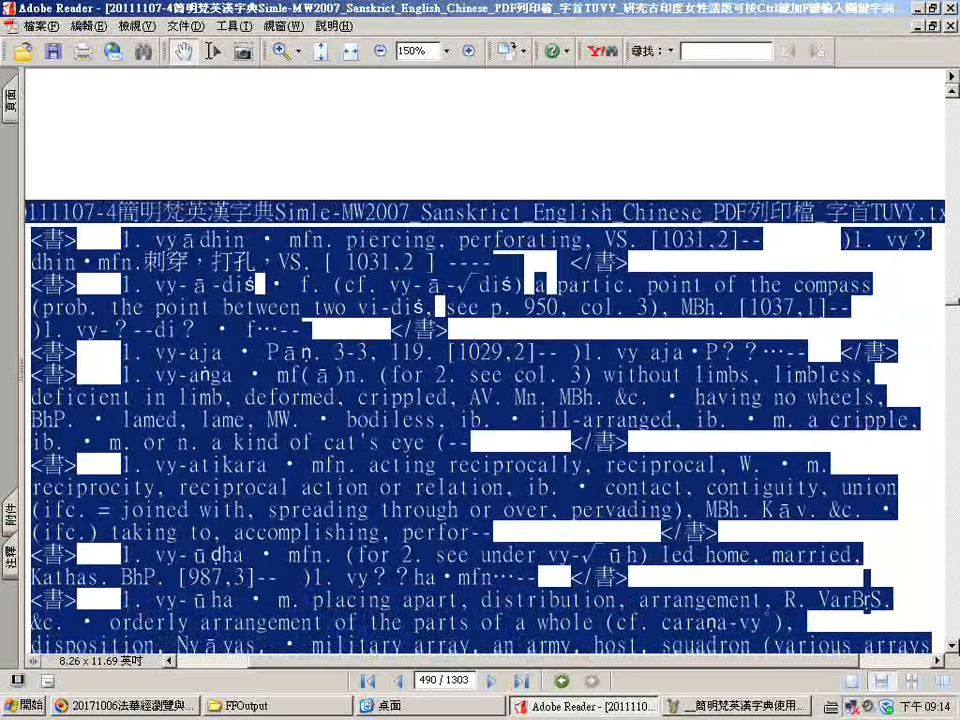 Adobe Reader - [20111107-4簡明梵英漢字典Simle-MW2007_Sanskrict_English_Chinese_PDF列印檔_字首TUVY_研究古印度女性議題可按Ctrl鍵加F鍵輸入關鍵字詞
檔案(F) 編輯(E) 檢視(V) 文件(D) 工具(T) 視窗(W) 說明(H)
150% Y! 尋找:
頁面
111107-4簡明梵英漢字典Simle-MW2007_Sanskrict_English_Chinese_PDF列印檔_字首TUVY.tx
<書> 1. vyādhin • mfn. piercing, perforating, VS. [1031,2]-- )1. vy?
dhin•mfn.刺穿,打孔,VS. [ 1031,2 ] ---- </書>
<書> 1. vy-ā-diś • f. (cf. vy-ā-√diś) a partic. point of the compass
(prob. the point between two vi-diś, see p. 950, col. 3), MBh. [1037,1]--
)1. vy-?--di? • f…-- </書>
<書> 1. vy-aja • Pāṇ. 3-3, 119. [1029,2]-- )1. vy aja•P??…-- </書>
<書> 1. vy-aṅga • mf(ā)n. (for 2. see col. 3) without limbs, limbless,
deficient in limb, deformed, crippled, AV. Mn. MBh. &c. • having no wheels,
BhP. • lamed, lame, MW. • bodiless, ib. • ill-arranged, ib. • m. a cripple,
ib. • m. or n. a kind of cat's eye (-- </書>
<書> 1. vy-atikara • mfn. acting reciprocally, reciprocal, W. • m.
reciprocity, reciprocal action or relation, ib. • contact, contiguity, union
(ifc. = joined with, spreading through or over, pervading), MBh. Kāv. &c. •
(ifc.) taking to, accomplishing, perfor-- </書>
<書> 1. vy-ūḍha • mfn. (for 2. see under vy-√ūh) led home, married,
Kathas. BhP. [987,3]-- )1. vy??ha•mfn…-- </書>
<書> 1. vy-ūha • m. placing apart, distribution, arrangement, R. VarBṛS.
&c. • orderly arrangement of the parts of a whole (cf. caraṇa-vy°),
disposition, Nyāyas. • military array, an army, host, squadron (various arrays
附件
註釋
8.26 x 11.69 英吋
490 / 1303
開始 20171006法華經瀏覽與... FFOutput 桌面 Adobe Reader - [2011110... __簡明梵英漢字典使用... 下午 09:14